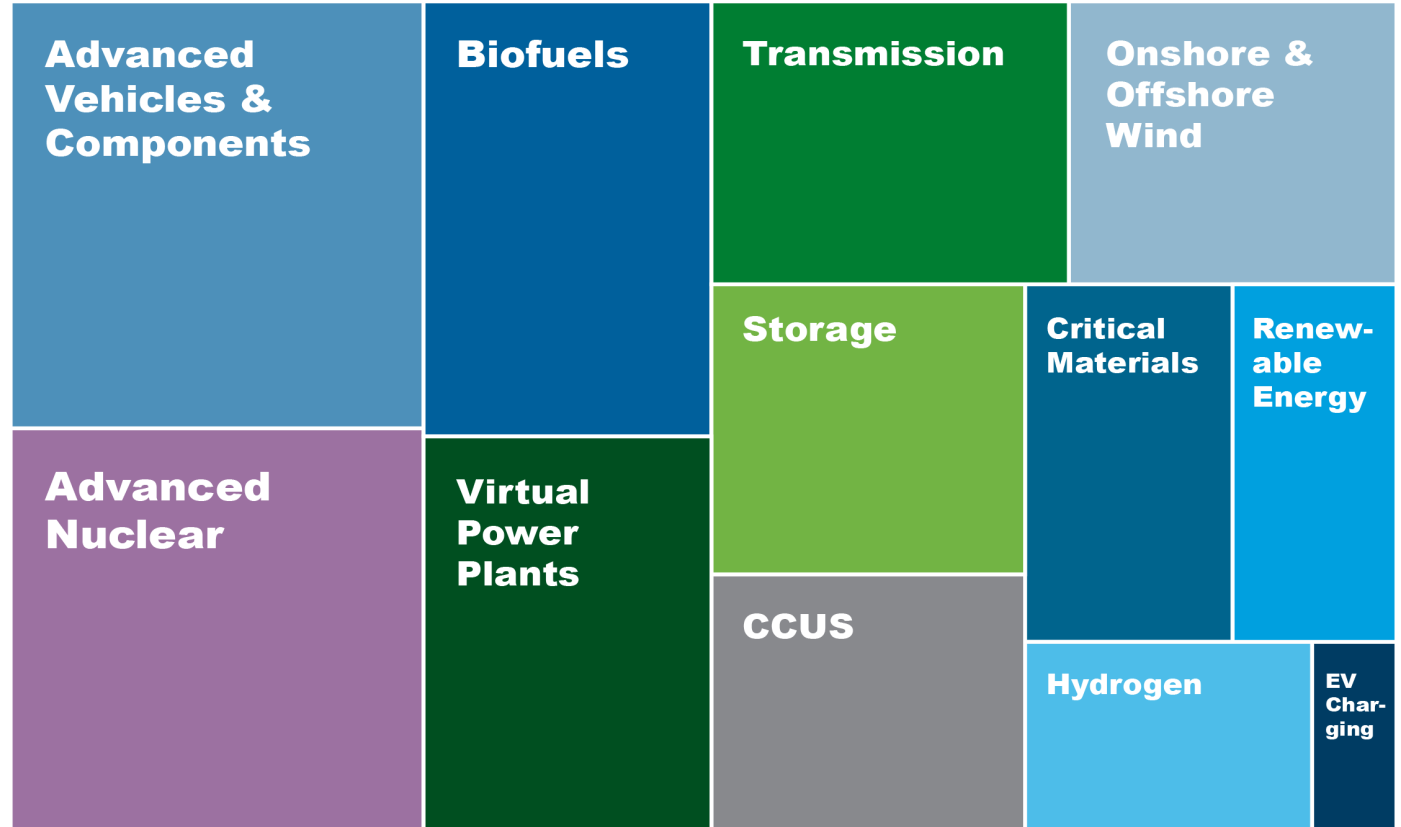 Advanced
Vehicles &
Components
Biofuels
Transmission
Onshore &
Offshore
Wind
Storage
Critical
Materials
Renew-
able
Energy
Advanced
Nuclear
Virtual
Power
Plants
CCUS
Hydrogen
EV
Char-
ging